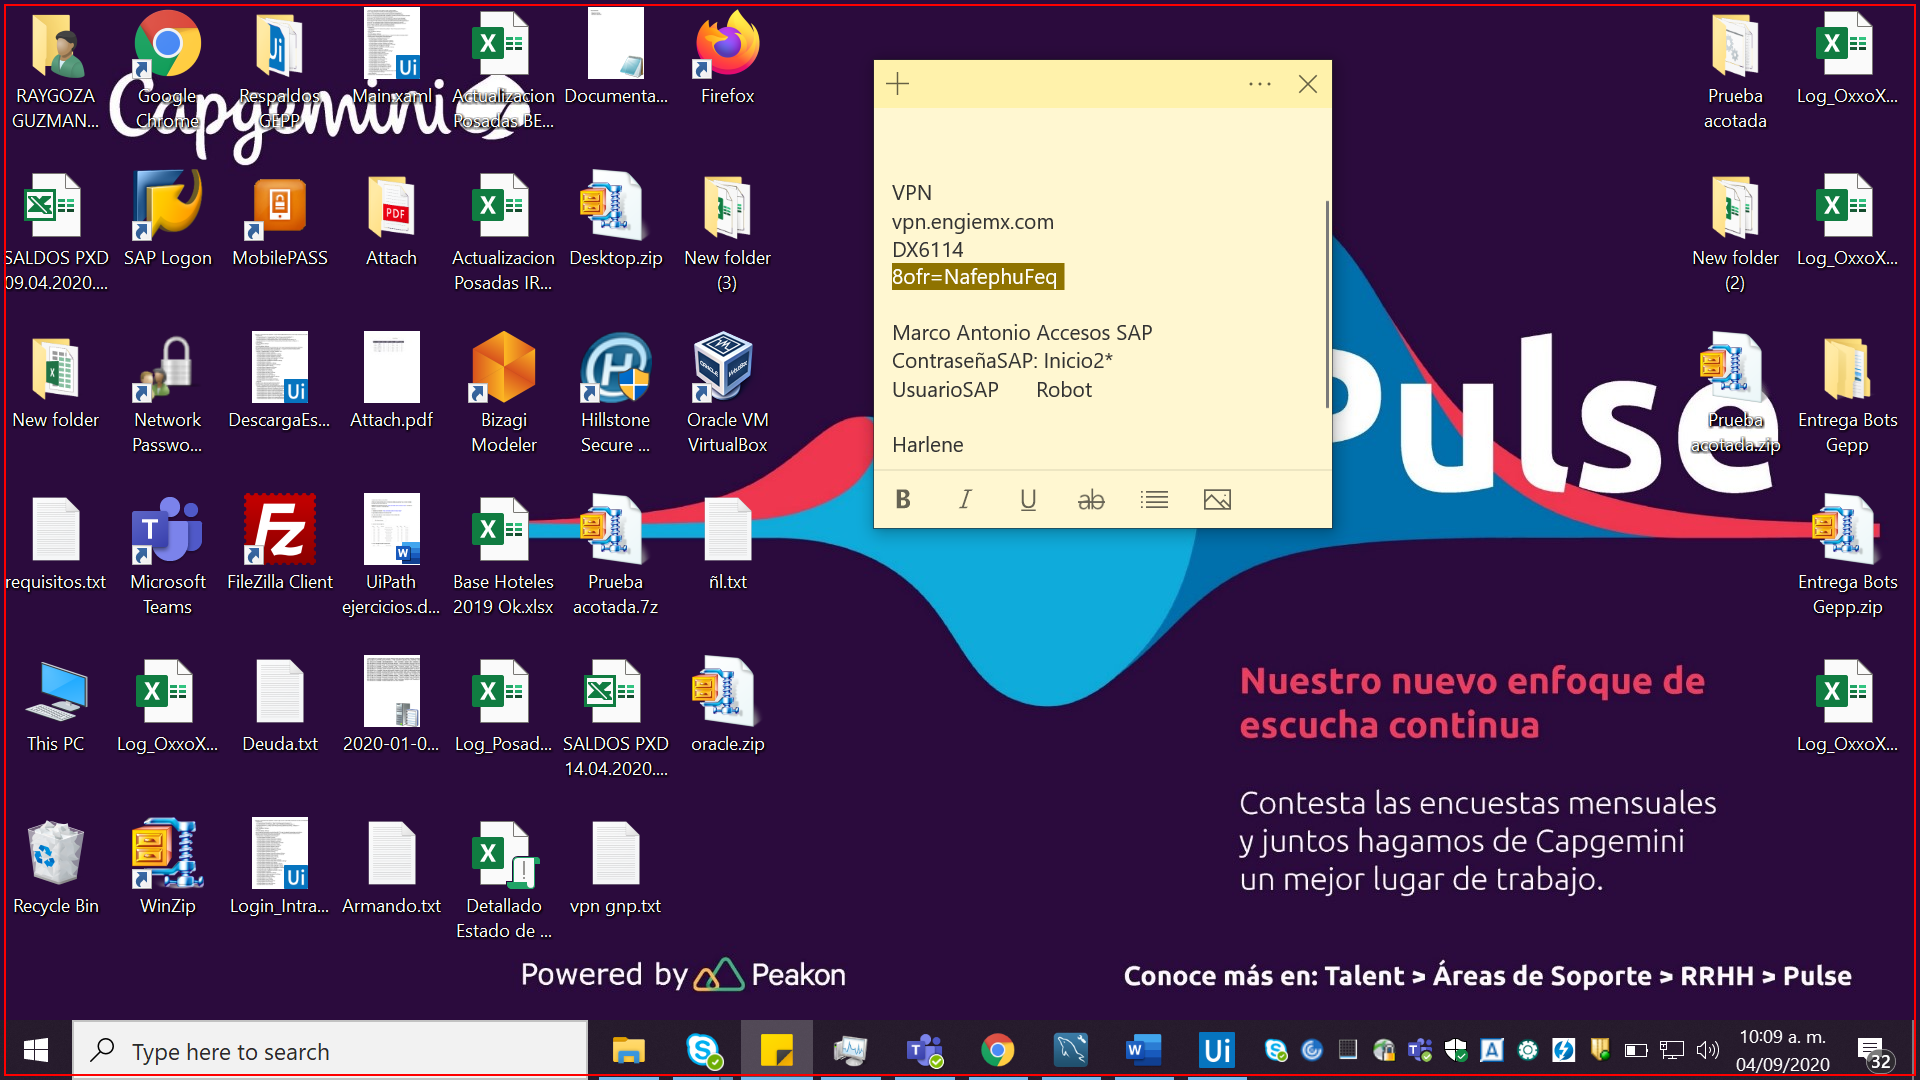 RAYGOZA
GUZMAN...
Google
Chrome
Respaldos
GEPP
Main.xaml
Actualizacion
Posadas BE...
Documenta...
Firefox
Capgemini
SALDOS PXD
09.04.2020....
SAP Logon
MobilePASS
Attach
Actualizacion
Posadas IR...
Desktop.zip
New folder
(3)
New folder
Network
Passwo...
DescargaEs...
Attach.pdf
Bizagi
Modeler
Hillstone
Secure ...
Oracle VM
VirtualBox
requisitos.txt
Microsoft
Teams
FileZilla Client
UiPath
ejercicios.d...
Base Hoteles
2019 Ok.xlsx
Prueba
acotada.7z
ñl.txt
This PC
Log_OxxoX...
Deuda.txt
2020-01-0...
Log_Posad...
SALDOS PXD
14.04.2020....
oracle.zip
Recycle Bin
WinZip
Login_Intra...
Armando.txt
Detallado
Estado de ...
vpn gnp.txt
VPN
vpn.engiemx.com
DX6114
8ofr=NafephuFeq
Marco Antonio Accesos SAP
ContraseñaSAP: Inicio2*
UsuarioSAP Robot
Harlene
B I U ab
Prueba
acotada
Log_OxxoX...
New folder
(2)
Log_OxxoX...
Prueba
acotada.zip
Entrega Bots
Gepp
Entrega Bots
Gepp.zip
Log_OxxoX...
Pulse
Nuestro nuevo enfoque de
escucha continua
Contesta las encuestas mensuales
y juntos hagamos de Capgemini
un mejor lugar de trabajo.
Powered by Peakon
Conoce más en: Talent > Áreas de Soporte > RRHH > Pulse
Type here to search
10:09 a. m.
04/09/2020
32